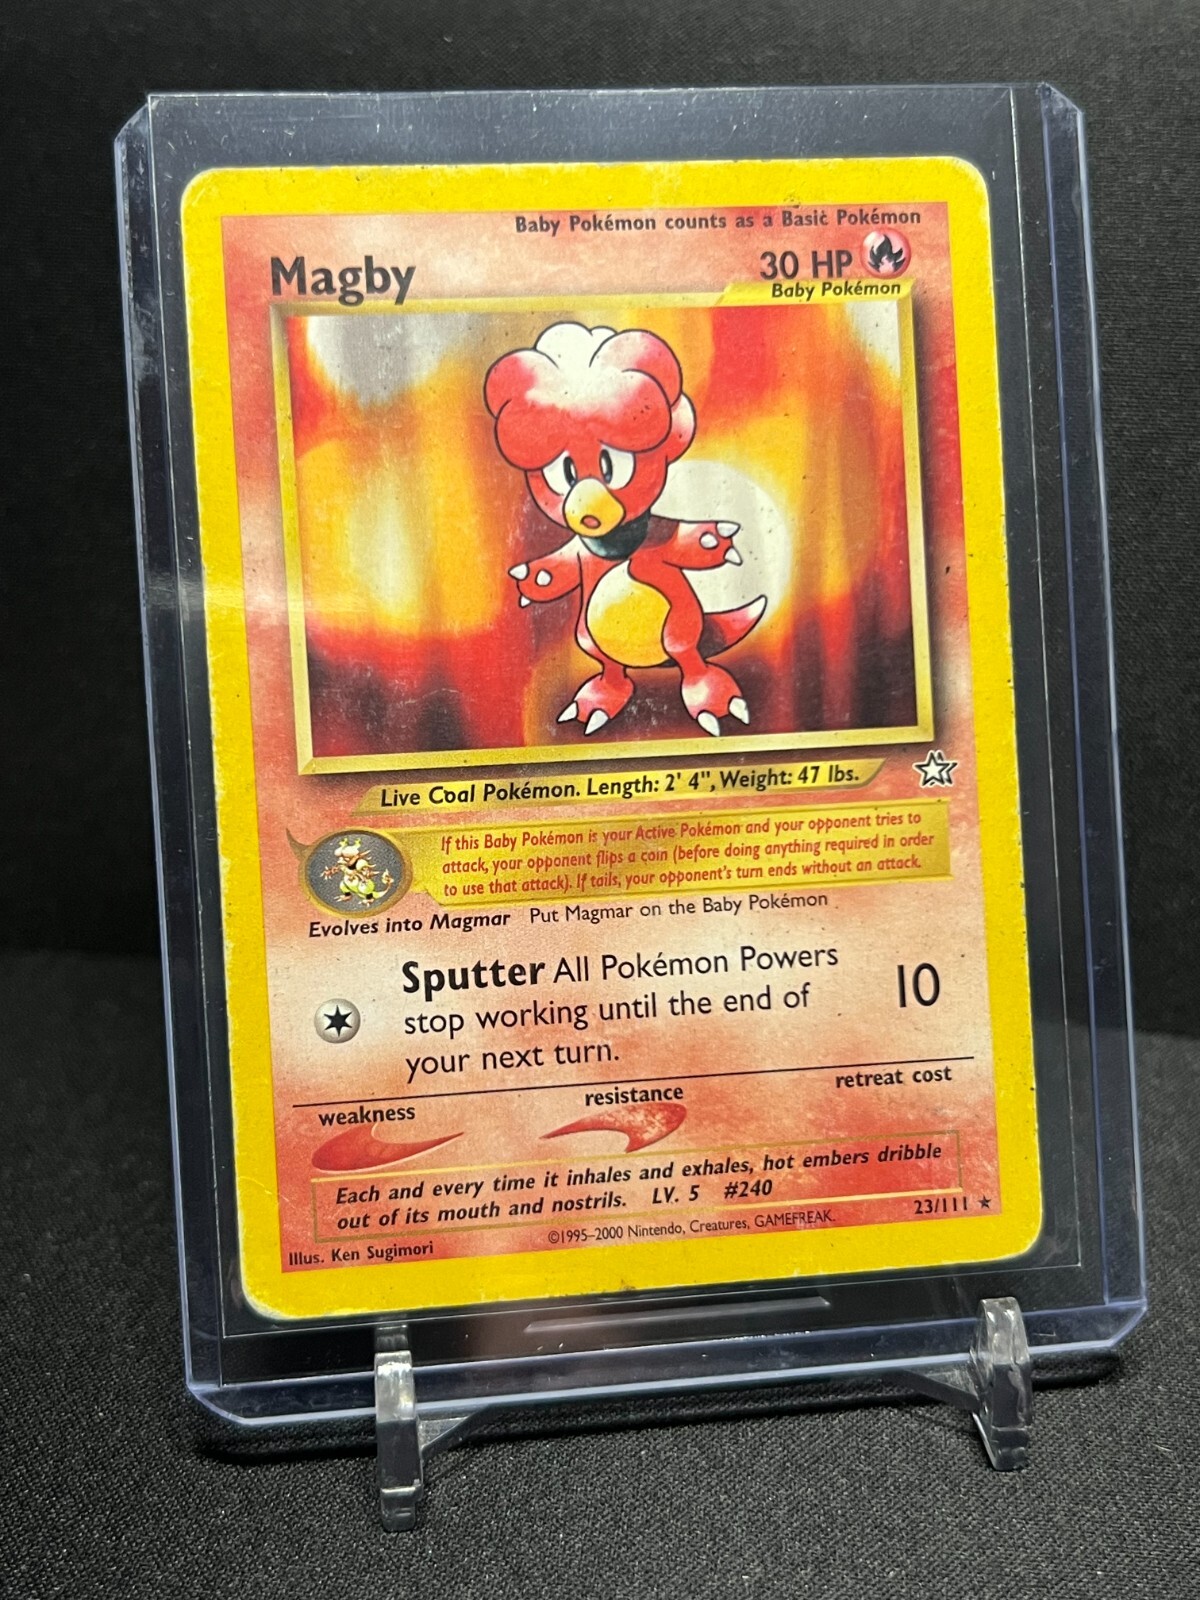 Baby Pokémon counts as a Basic Pokémon
Magby
30 HP
Baby Pokémon
Live Coal Pokémon. Length: 2' 4", Weight: 47 lbs.
If this Baby Pokémon is your Active Pokémon and your opponent tries to
attack, your opponent flips a coin (before doing anything required in order
to use that attack). If tails, your opponent's turn ends without an attack.
Evolves into Magmar Put Magmar on the Baby Pokémon
Sputter All Pokémon Powers
stop working until the end of
your next turn.
10
weakness
resistance
retreat cost
Each and every time it inhales and exhales, hot embers dribble
out of its mouth and nostrils. LV. 5 #240
Illus. Ken Sugimori
©1995–2000 Nintendo, Creatures, GAMEFREAK.
23/111 ★